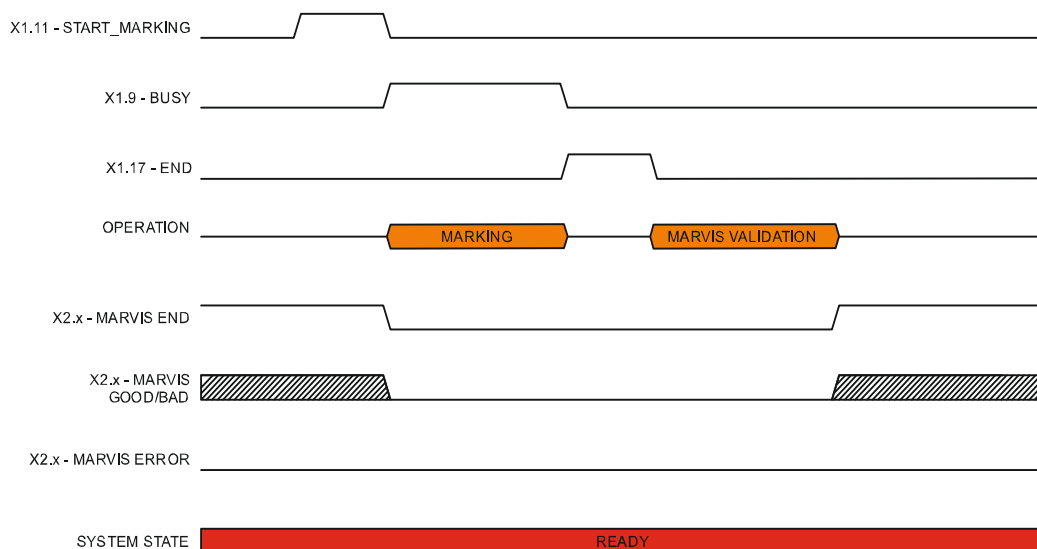 X1.11 - START_MARKING
X1.9 - BUSY
X1.17 - END
OPERATION
MARKING
MARVIS VALIDATION
X2.x - MARVIS END
X2.x - MARVIS
GOOD/BAD
X2.x - MARVIS ERROR
SYSTEM STATE
READY